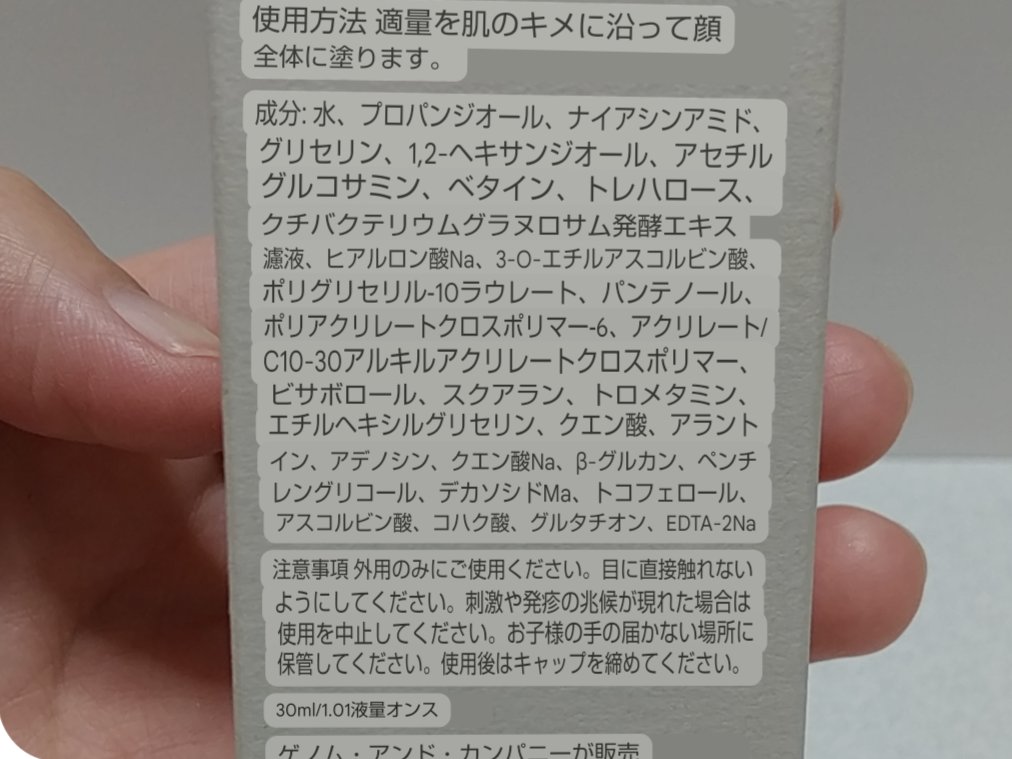 使用方法 適量を肌のキメに沿って顔
全体に塗ります。
成分: 水、プロパンジオール、ナイアシンアミド、
グリセリン、1,2-ヘキサンジオール、アセチル
グルコサミン、ベタイン、トレハロース、
クチバクテリウムグラヌロサム発酵エキス
濾液、ヒアルロン酸Na、3-O-エチルアスコルビン酸、
ポリグリセリル-10ラウレート、パンテノール、
ポリアクリレートクロスポリマー-6、アクリレート/
C10-30アルキルアクリレートクロスポリマー、
ビサボロール、スクアラン、トロメタミン、
エチルヘキシルグリセリン、クエン酸、アラント
イン、アデノシン、クエン酸Na、β-グルカン、ペンチ
レングリコール、デカソシドMa、トコフェロール、
アスコルビン酸、コハク酸、グルタチオン、EDTA-2Na
注意事項 外用のみにご使用ください。目に直接触れない
ようにしてください。刺激や発疹の兆候が現れた場合は
使用を中止してください。お子様の手の届かない場所に
保管してください。使用後はキャップを締めてください。
30ml/1.01液量オンス
ゲノム・アンド・カンパニーが販売